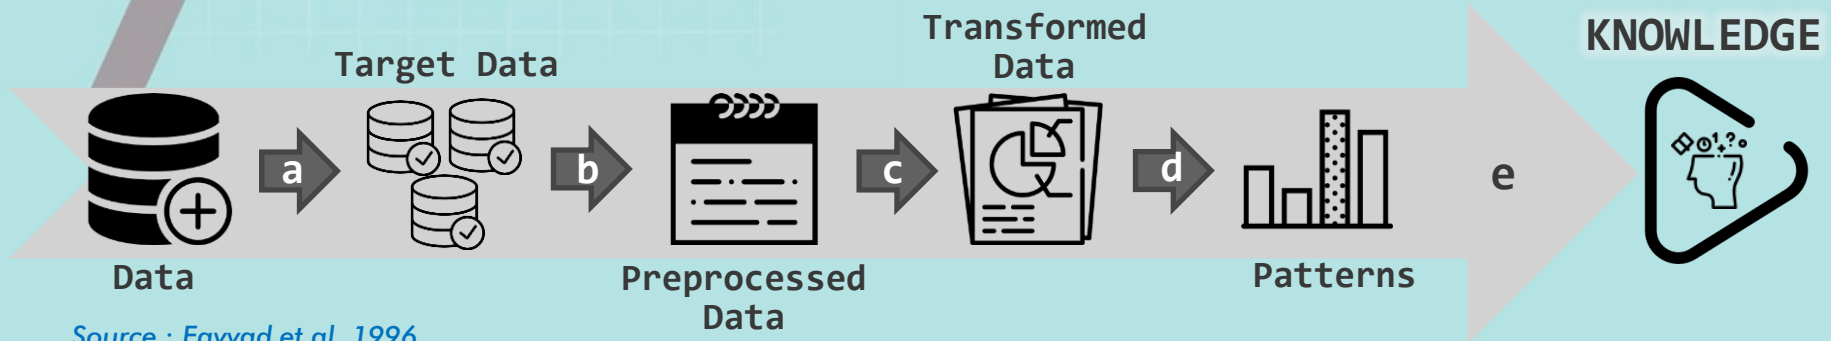 Transformed
Data
KNOWLEDGE
Target Data
a
b
c
d
e
Data
Preprocessed
Data
Patterns
Source : Fayyad et al, 1996